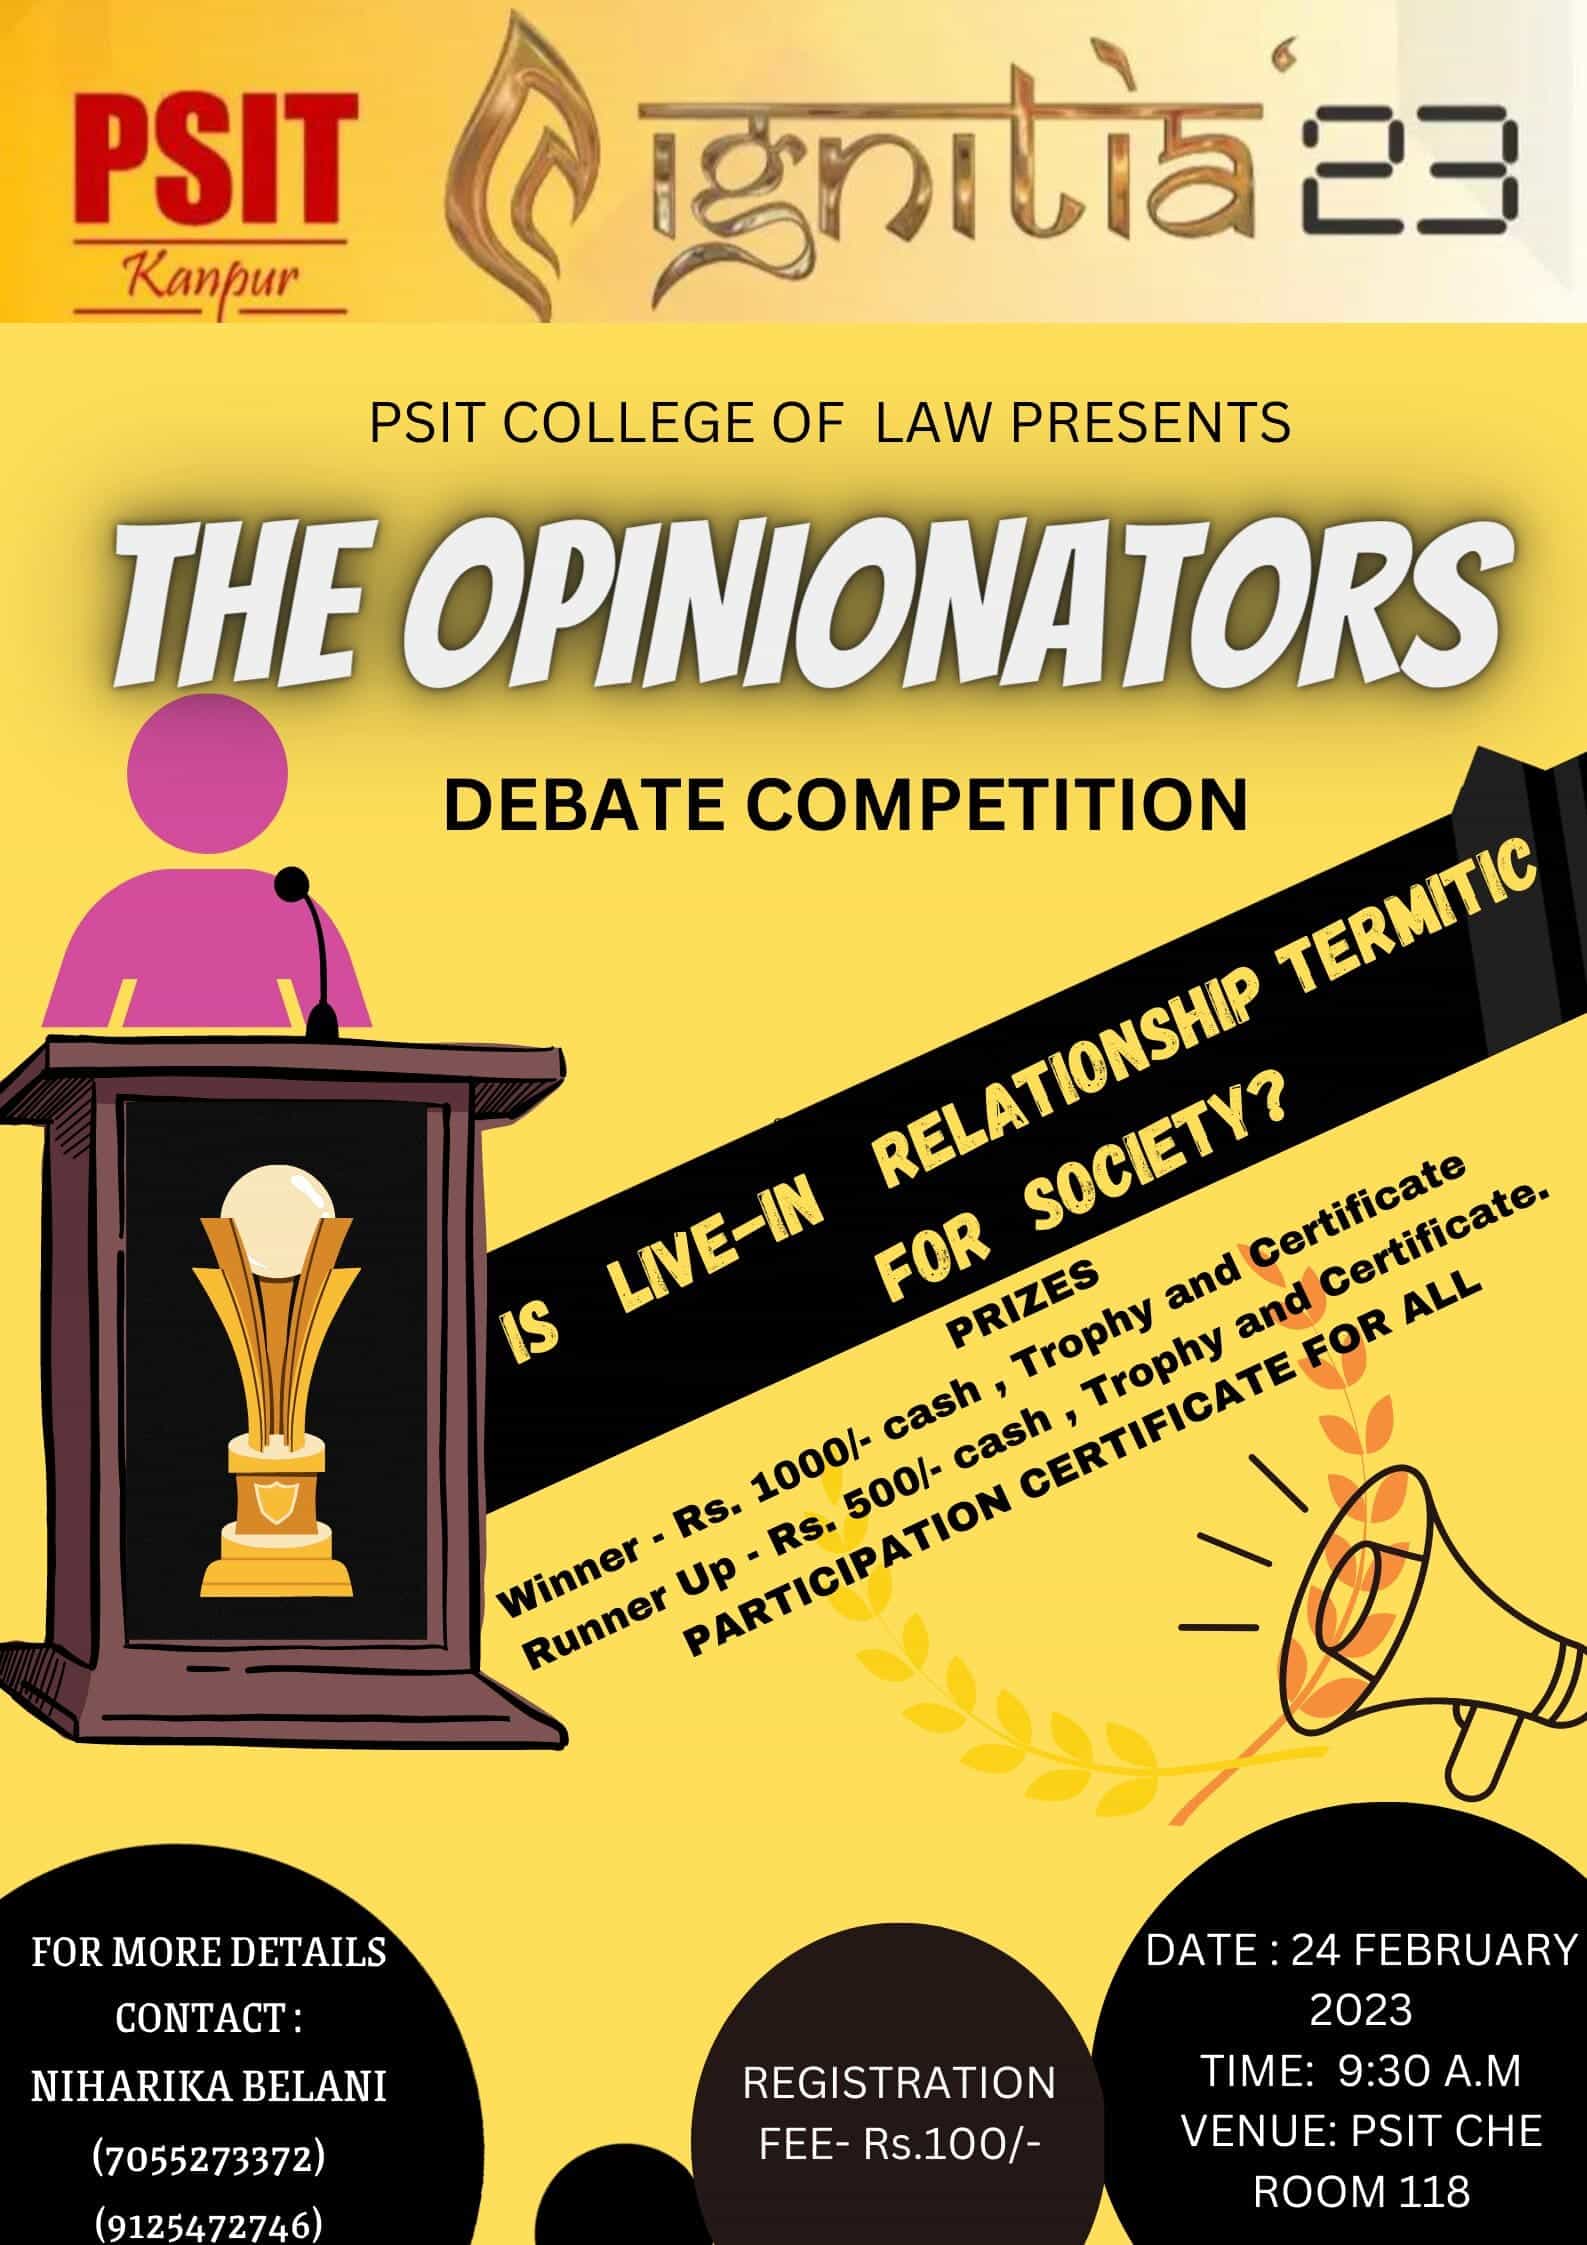 PSIT
Kanpur
ignitia '23
PSIT COLLEGE OF LAW PRESENTS
THE OPINIONATORS
DEBATE COMPETITION
IS LIVE-IN RELATIONSHIP TERMITIC
FOR SOCIETY?
PRIZES
Winner - Rs. 1000/- cash , Trophy and Certificate
Runner Up - Rs. 500/- cash , Trophy and Certificate.
PARTICIPATION CERTIFICATE FOR ALL
FOR MORE DETAILS
CONTACT :
NIHARIKA BELANI
(7055273372)
(9125472746)
REGISTRATION
FEE- Rs.100/-
DATE : 24 FEBRUARY
2023
TIME: 9:30 A.M
VENUE: PSIT CHE
ROOM 118